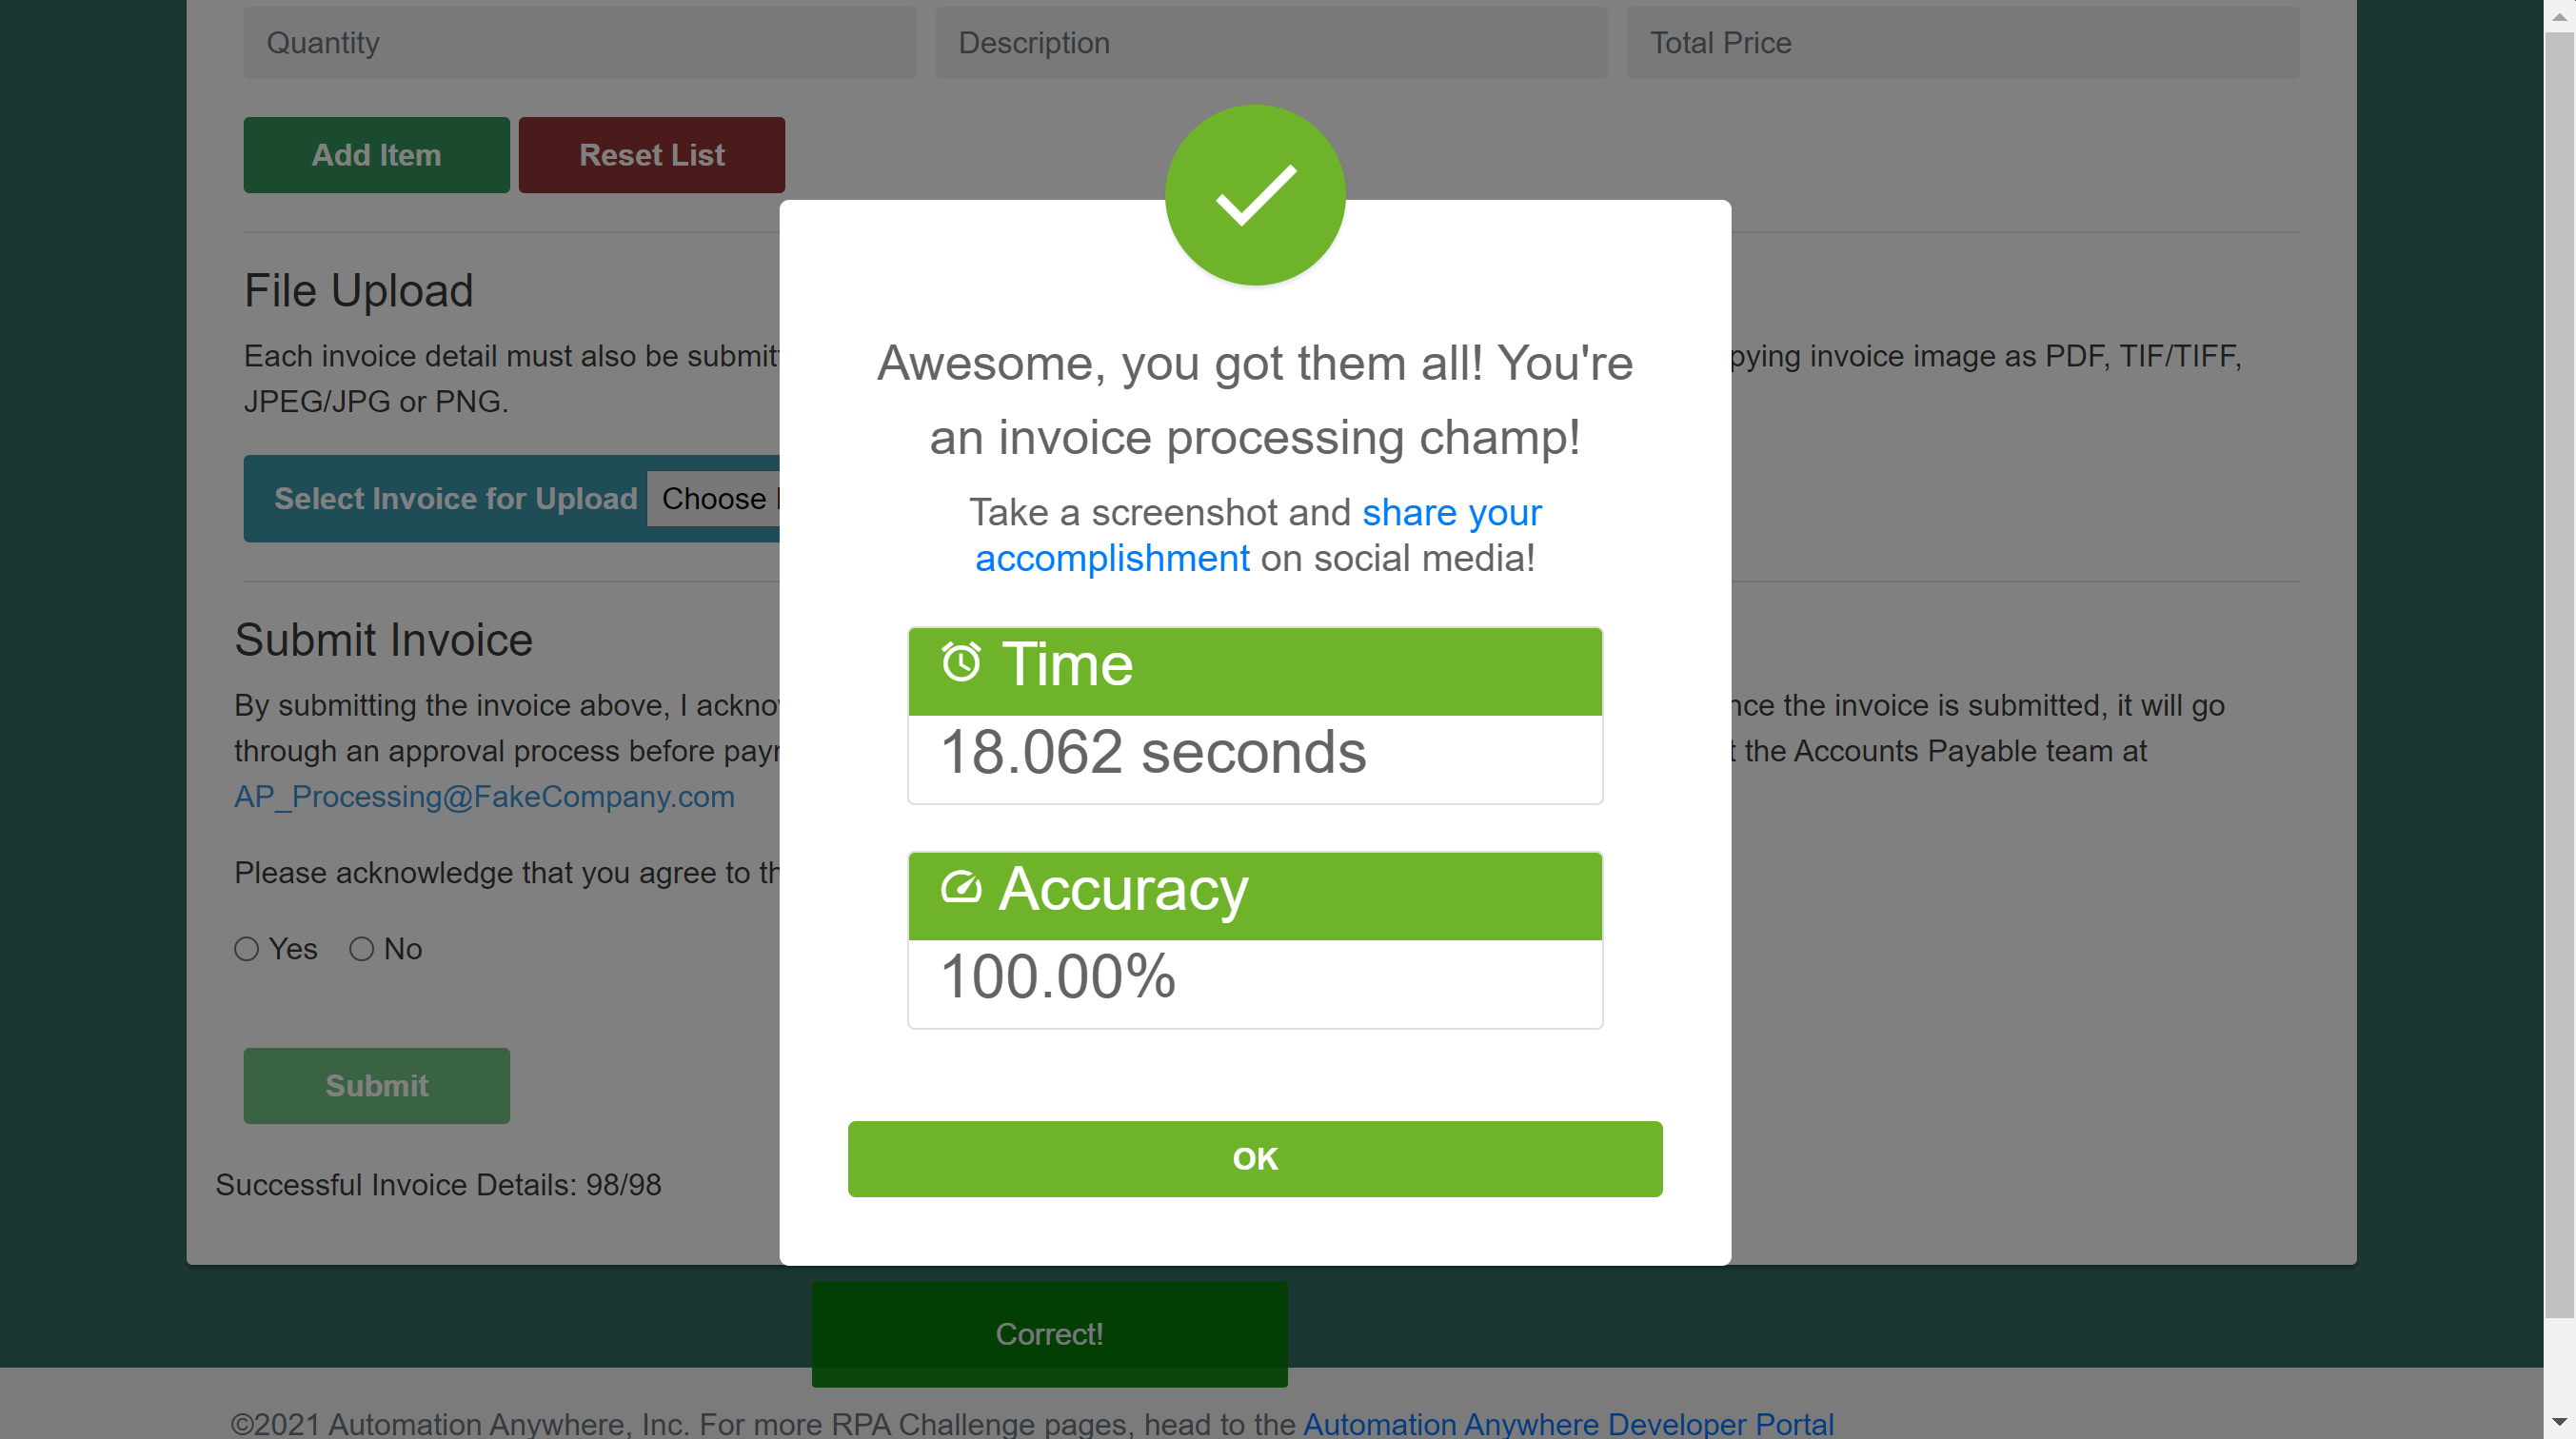 Quantity Description Total Price
Add Item Reset List
File Upload
Each invoice detail must also be submit pying invoice image as PDF, TIF/TIFF,
JPEG/JPG or PNG.
Select Invoice for Upload Choose
Submit Invoice
By submitting the invoice above, I ackno nce the invoice is submitted, it will go
through an approval process before payr t the Accounts Payable team at
AP_Processing@FakeCompany.com
Please acknowledge that you agree to th
Yes No
Submit
Successful Invoice Details: 98/98
Awesome, you got them all! You're
an invoice processing champ!
Take a screenshot and share your
accomplishment on social media!
Time
18.062 seconds
Accuracy
100.00%
OK
Correct!
©2021 Automation Anywhere, Inc. For more RPA Challenge pages, head to the Automation Anywhere Developer Portal